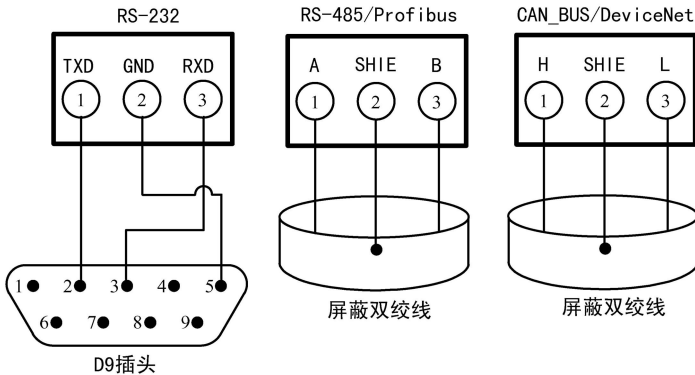 RS-232
TXD GND RXD
1 2 3
1 2 3 4 5
6 7 8 9
D9插头
RS-485/Profibus
A SHIE B
1 2 3
屏蔽双绞线
CAN_BUS/DeviceNet
H SHIE L
1 2 3
屏蔽双绞线